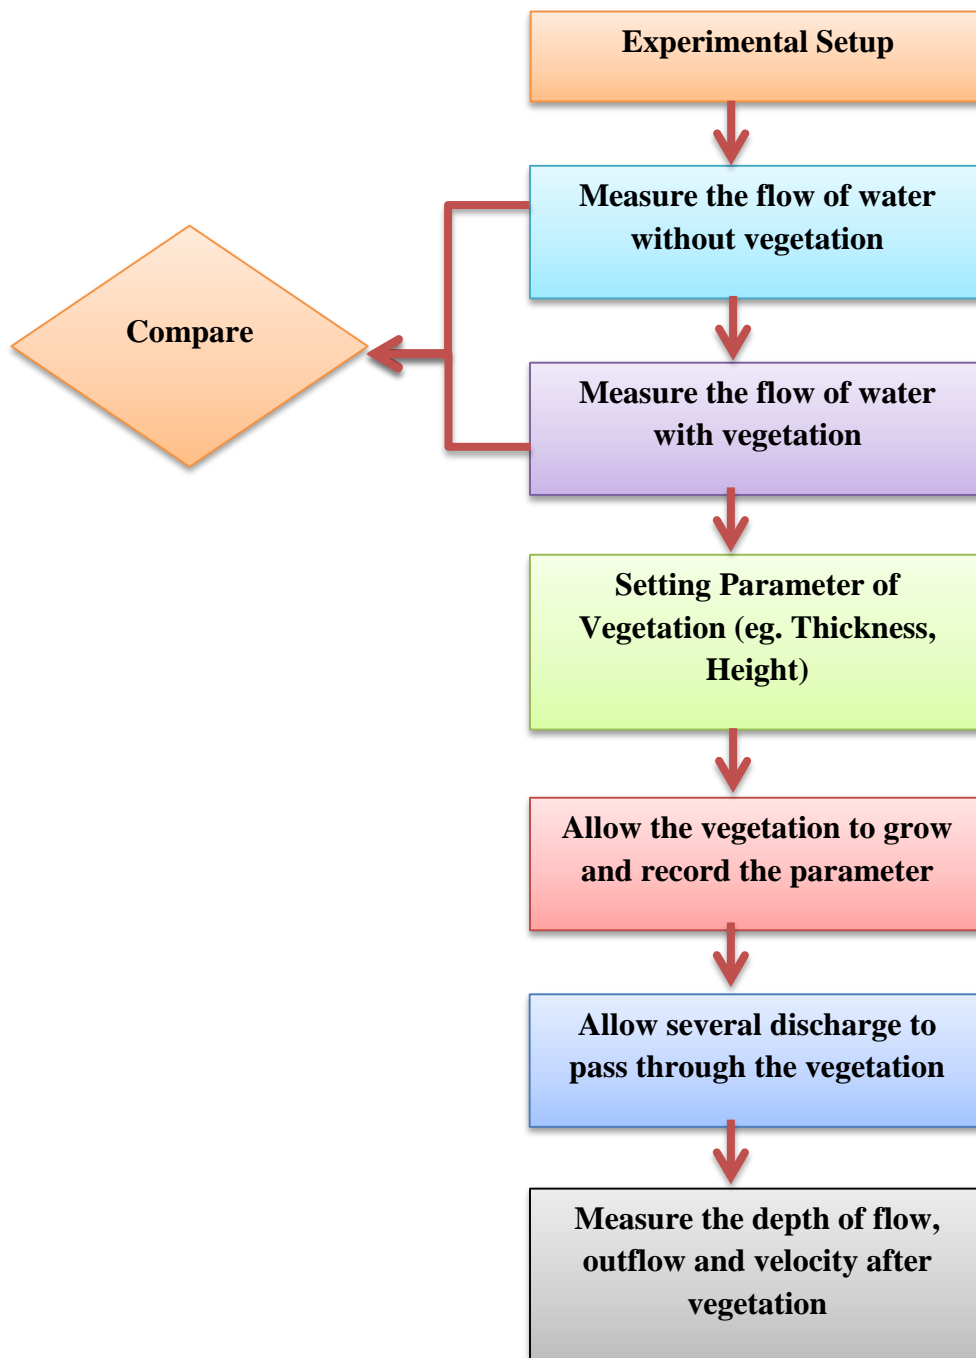 Experimental Setup
Measure the flow of water
without vegetation
Compare
Measure the flow of water
with vegetation
Setting Parameter of
Vegetation (eg. Thickness,
Height)
Allow the vegetation to grow
and record the parameter
Allow several discharge to
pass through the vegetation
Measure the depth of flow,
outflow and velocity after
vegetation